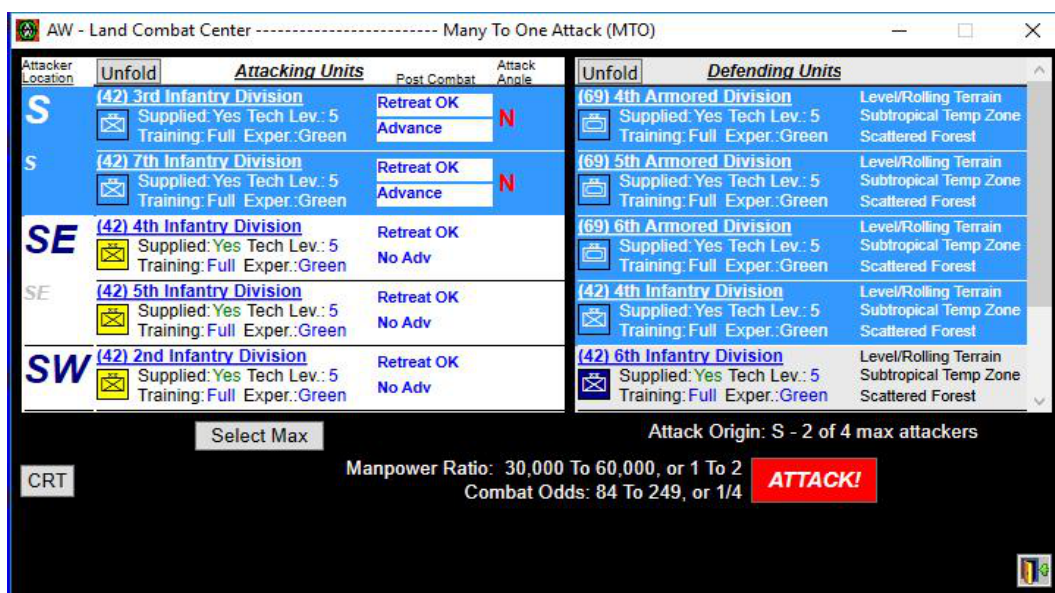 AW - Land Combat Center -------------------------- Many To One Attack (MTO)
Attacker Location Unfold Attacking Units Post Combat Attack Angle Unfold Defending Units
S (42) 3rd Infantry Division Retreat OK N (69) 4th Armored Division Level/Rolling Terrain
Supplied:Yes Tech Lev.: 5 Advance Supplied:Yes Tech Lev.: 5 Subtropical Temp Zone
Training:Full Exper.:Green Training:Full Exper.:Green Scattered Forest
S (42) 7th Infantry Division Retreat OK N (69) 5th Armored Division Level/Rolling Terrain
Supplied:Yes Tech Lev.: 5 Advance Supplied:Yes Tech Lev.: 5 Subtropical Temp Zone
Training:Full Exper.:Green Training:Full Exper.:Green Scattered Forest
SE (42) 4th Infantry Division Retreat OK (69) 6th Armored Division Level/Rolling Terrain
Supplied:Yes Tech Lev.: 5 No Adv Supplied:Yes Tech Lev.: 5 Subtropical Temp Zone
Training:Full Exper.:Green Training:Full Exper.:Green Scattered Forest
SE (42) 5th Infantry Division Retreat OK (42) 4th Infantry Division Level/Rolling Terrain
Supplied:Yes Tech Lev.: 5 No Adv Supplied:Yes Tech Lev.: 5 Subtropical Temp Zone
Training:Full Exper.:Green Training:Full Exper.:Green Scattered Forest
SW (42) 2nd Infantry Division Retreat OK (42) 6th Infantry Division Level/Rolling Terrain
Supplied:Yes Tech Lev.: 5 No Adv Supplied:Yes Tech Lev.: 5 Subtropical Temp Zone
Training:Full Exper.:Green Training:Full Exper.:Green Scattered Forest
Select Max Attack Origin: S - 2 of 4 max attackers
CRT Manpower Ratio: 30,000 To 60,000, or 1 To 2 ATTACK!
Combat Odds: 84 To 249, or 1/4